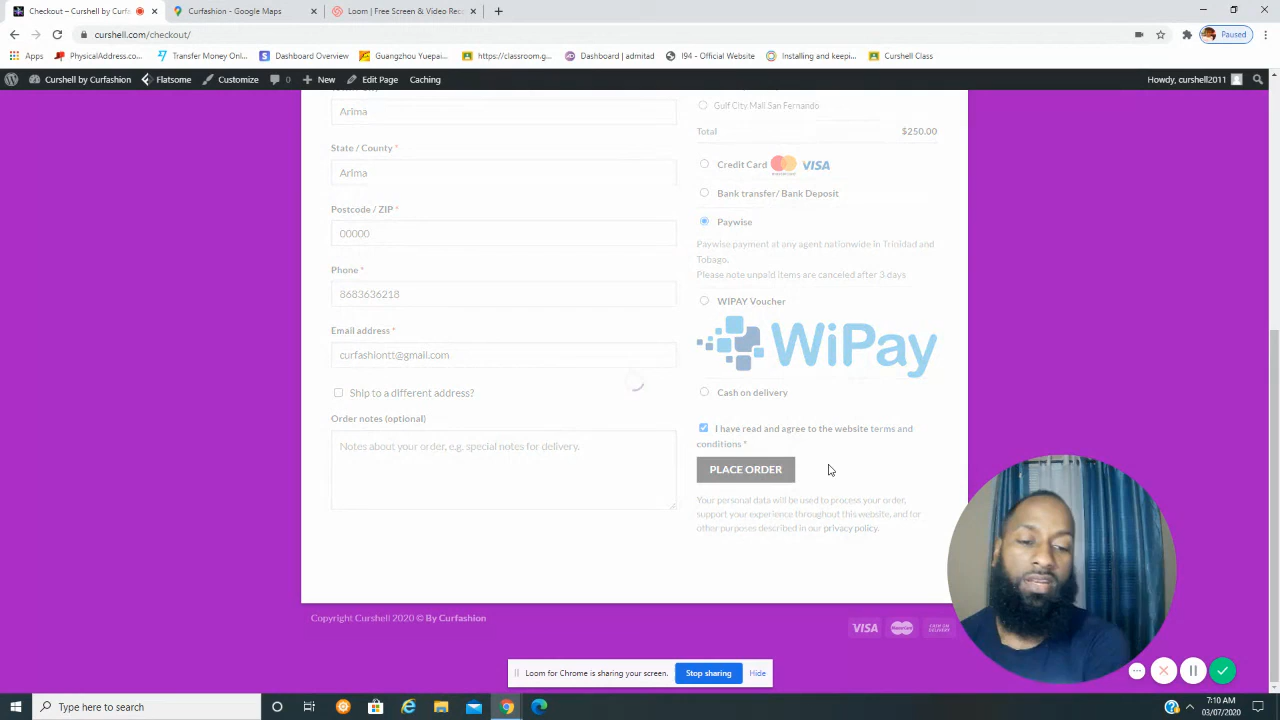 Checkout – by Curfa
Curfashion - Google Maps
Loom | Free Screen & Video Rec
curshell.com/checkout/
Paused
Apps
PhysicalAddress.co...
Transfer Money Onl...
Dashboard Overview
Guangzhou Yuepai...
https://classroom.g...
Dashboard | admitad
I94 - Official Website
Installing and keepi...
Curshell Class
Curshell by Curfashion
Flatsome
Customize
New
Edit Page
Caching
Howdy, curshell2011
Arima
State / County *
Arima
Postcode / ZIP *
00000
Phone *
8683636218
Email address *
curfashiontt@gmail.com
Ship to a different address?
Order notes (optional)
Notes about your order, e.g. special notes for delivery.
Gulf City Mall San Fernando
Total $250.00
Credit Card VISA
Bank transfer/ Bank Deposit
Paywise
Paywise payment at any agent nationwide in Trinidad and
Tobago.
Please note unpaid items are canceled after 3 days
WIPAY Voucher
WiPay
Cash on delivery
I have read and agree to the website terms and
conditions *
PLACE ORDER
Your personal data will be used to process your order,
support your experience throughout this website, and for
other purposes described in our privacy policy.
Copyright Curshell 2020 © By Curfashion
VISA
CASH ON
DELIVERY
Loom for Chrome is sharing your screen.
Stop sharing
Hide
Type here to search
7:10 AM
03/07/2020